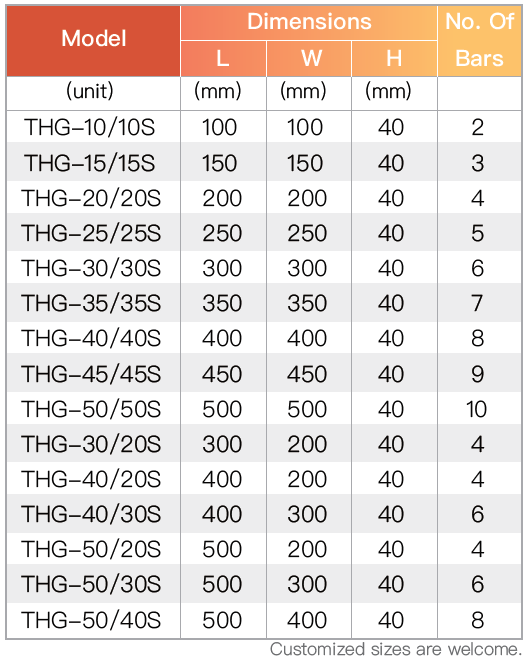 Model Dimensions No. Of
L W H Bars
(unit) (mm) (mm) (mm)
THG-10/10S 100 100 40 2
THG-15/15S 150 150 40 3
THG-20/20S 200 200 40 4
THG-25/25S 250 250 40 5
THG-30/30S 300 300 40 6
THG-35/35S 350 350 40 7
THG-40/40S 400 400 40 8
THG-45/45S 450 450 40 9
THG-50/50S 500 500 40 10
THG-30/20S 300 200 40 4
THG-40/20S 400 200 40 4
THG-40/30S 400 300 40 6
THG-50/20S 500 200 40 4
THG-50/30S 500 300 40 6
THG-50/40S 500 400 40 8
Customized sizes are welcome.